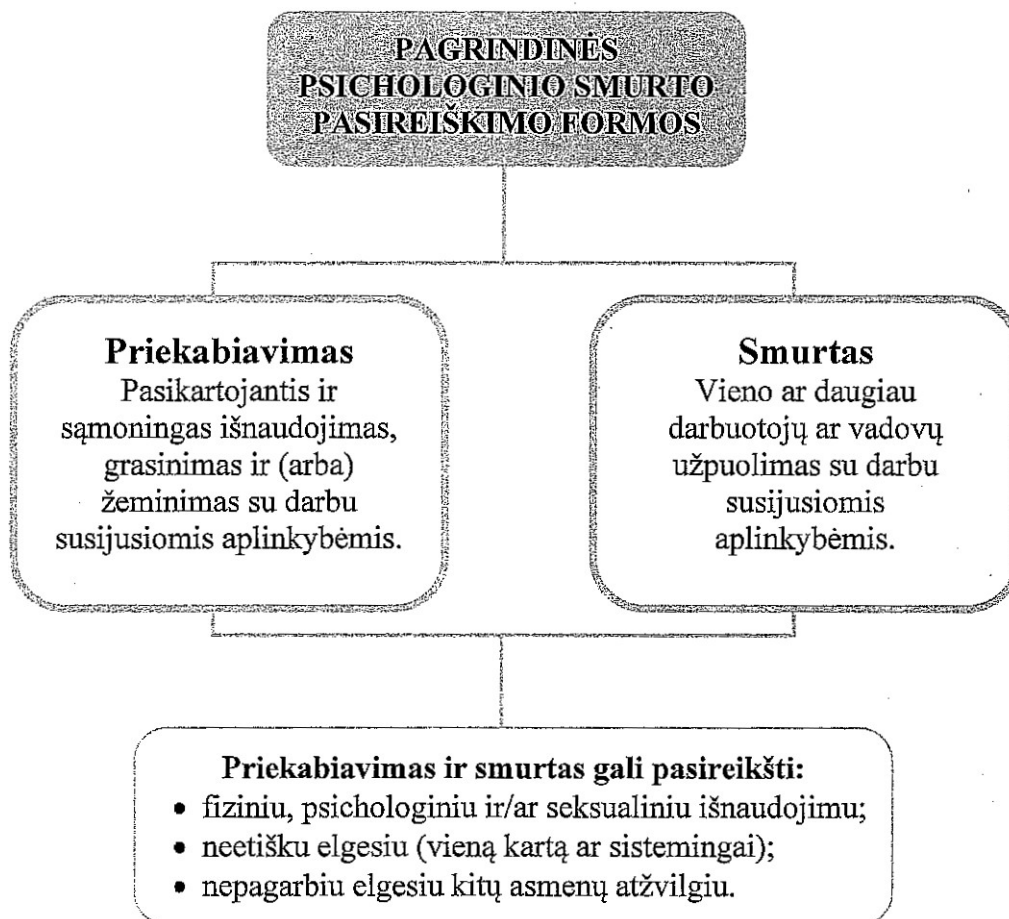 PAGRINDINĖS
PSICHOLOGINIO SMURTO
PASIREIŠKIMO FORMOS
Priekabiavimas
Pasikartojantis ir
sąmoningas išnaudojimas,
grasinimas ir (arba)
žeminimas su darbu
susijusiomis aplinkybėmis.
Smurtas
Vieno ar daugiau
darbuotojų ar vadovų
užpuolimas su darbu
susijusiomis
aplinkybėmis.
Priekabiavimas ir smurtas gali pasireikšti:
• fiziniu, psichologiniu ir/ar seksualiniu išnaudojimu;
• neetišku elgesiu (vieną kartą ar sistemingai);
• nepagarbiu elgesiu kitų asmenų atžvilgiu.